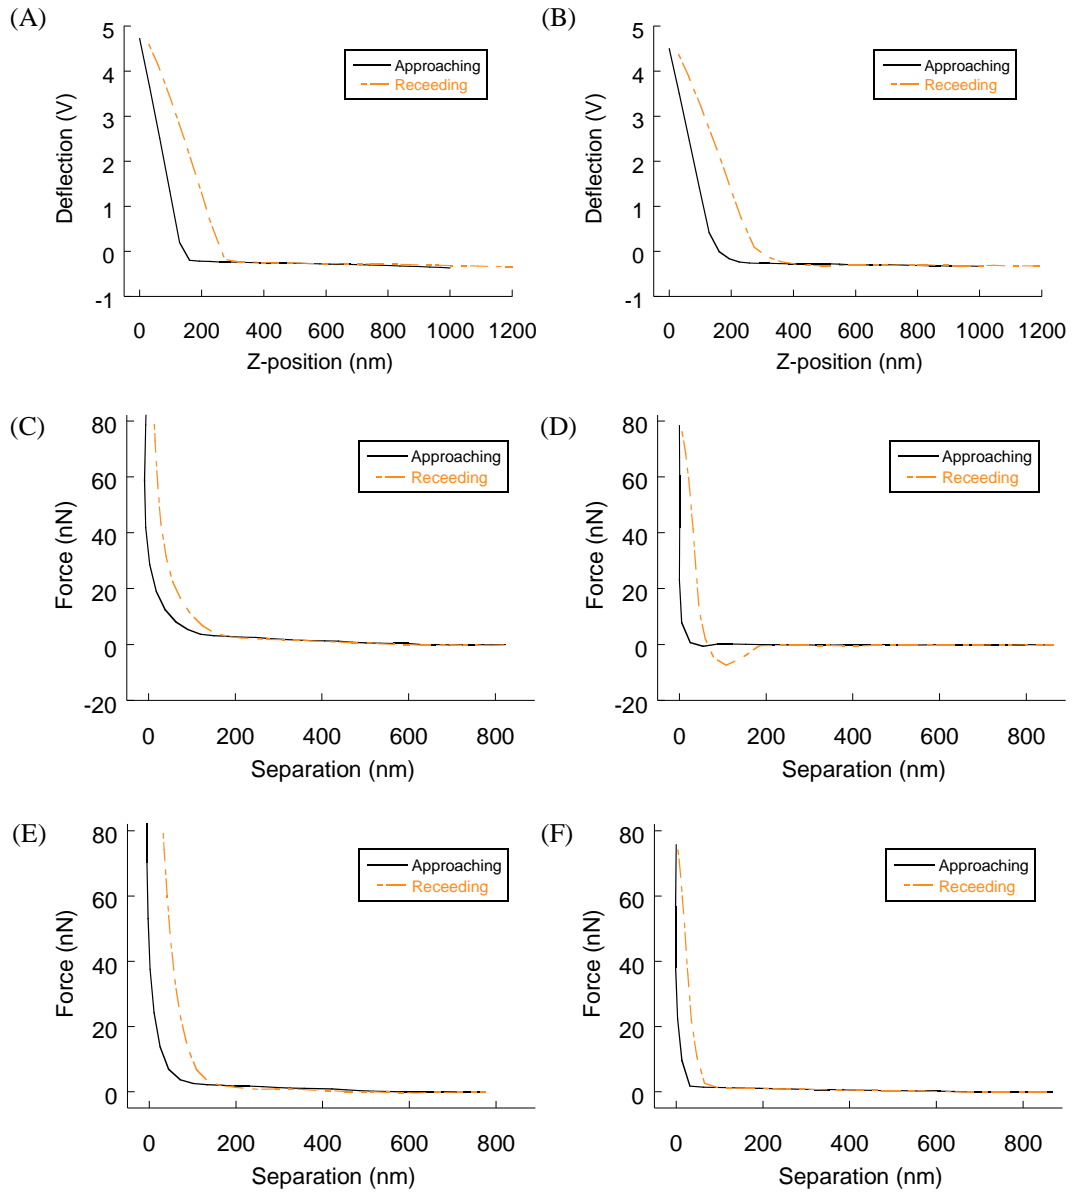 (A)
5
4
3
2
1
0
-1
Deflection (V)
Approaching
Receeding
0 200 400 600 800 1000 1200
Z-position (nm)
(B)
5
4
3
2
1
0
-1
Deflection (V)
Approaching
Receeding
0 200 400 600 800 1000 1200
Z-position (nm)
(C)
80
60
40
20
0
-20
Force (nN)
Approaching
Receeding
0 200 400 600 800
Separation (nm)
(D)
80
60
40
20
0
-20
Force (nN)
Approaching
Receeding
0 200 400 600 800
Separation (nm)
(E)
80
60
40
20
0
Force (nN)
Approaching
Receeding
0 200 400 600 800
Separation (nm)
(F)
80
60
40
20
0
Force (nN)
Approaching
Receeding
0 200 400 600 800
Separation (nm)